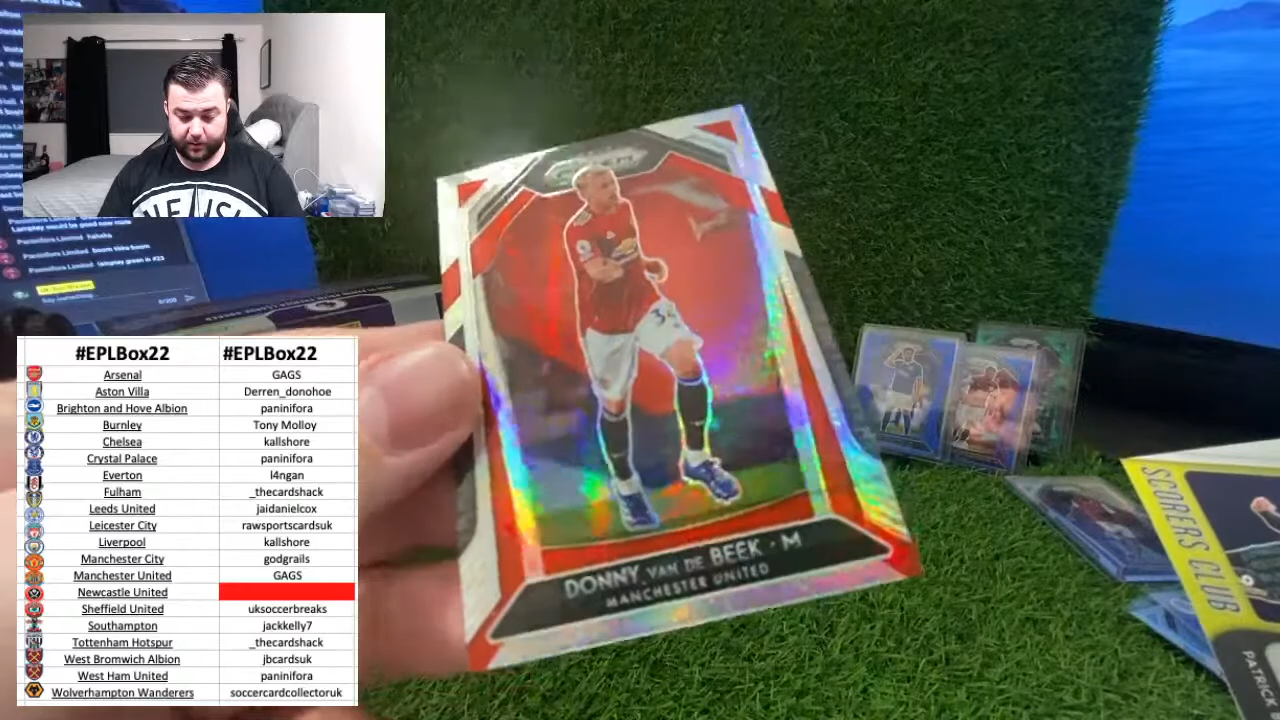 #EPLBox22 #EPLBox22
Arsenal GAGS
Aston Villa Derren_donohoe
Brighton and Hove Albion paninifora
Burnley Tony Molloy
Chelsea kallshore
Crystal Palace paninifora
Everton l4ngan
Fulham _thecardshack
Leeds United jaidanielcox
Leicester City rawsportscardsuk
Liverpool kallshore
Manchester City godgrails
Manchester United GAGS
Newcastle United
Sheffield United uksoccerbreaks
Southampton jackkelly7
Tottenham Hotspur _thecardshack
West Bromwich Albion jbcardsuk
West Ham United paninifora
Wolverhampton Wanderers soccercardcollectoruk
DONNY VAN DE BEEK • M
MANCHESTER UNITED
SCORERS CLUB
PATRICK